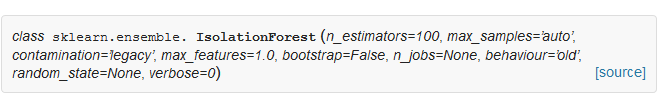 class sklearn.ensemble. IsolationForest (n_estimators=100, max_samples='auto',
contamination='legacy', max_features=1.0, bootstrap=False, n_jobs=None, behaviour='old',
random_state=None, verbose=0) [source]